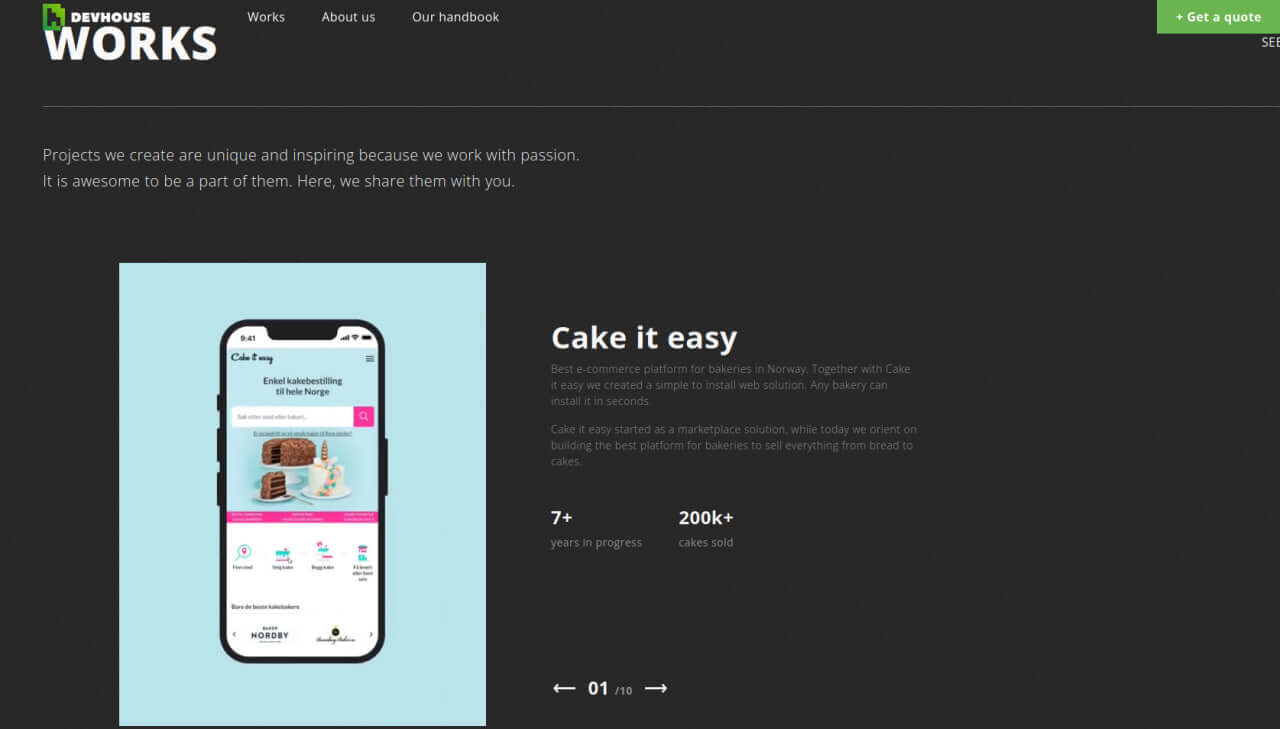 DEVHOUSE
Works
About us
Our handbook
+ Get a quote
WORKS
SEE
Projects we create are unique and inspiring because we work with passion.
It is awesome to be a part of them. Here, we share them with you.
9:41
Cake it easy
Enkel kakebestilling
til hele Norge
Søk etter sted eller bakeri...
Finn sted
Velg kake
Bygg kake
Få levert
eller hent
selv
Bare de beste kakebakere
BAKER
NORDBY
Cake it easy
Best e-commerce platform for bakeries in Norway. Together with Cake
it easy we created a simple to install web solution. Any bakery can
install it in seconds.
Cake it easy started as a marketplace solution, while today we orient on
building the best platform for bakeries to sell everything from bread to
cakes.
7+
200k+
years in progress
cakes sold
01 /10